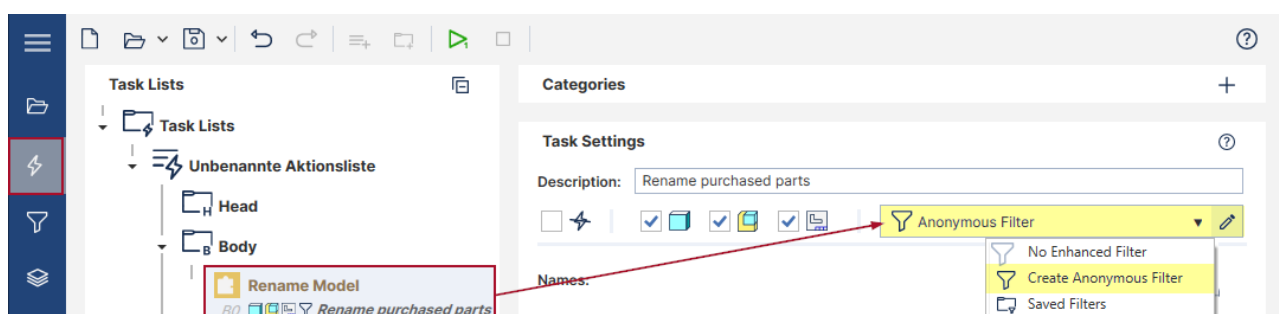 Task Lists
Categories
Task Lists
Task Settings
Unbenannte Aktionsliste
Description: Rename purchased parts
Head
Anonymous Filter
Body
No Enhanced Filter
Rename Model
Names:
Create Anonymous Filter
B0 Rename purchased parts
Saved Filters